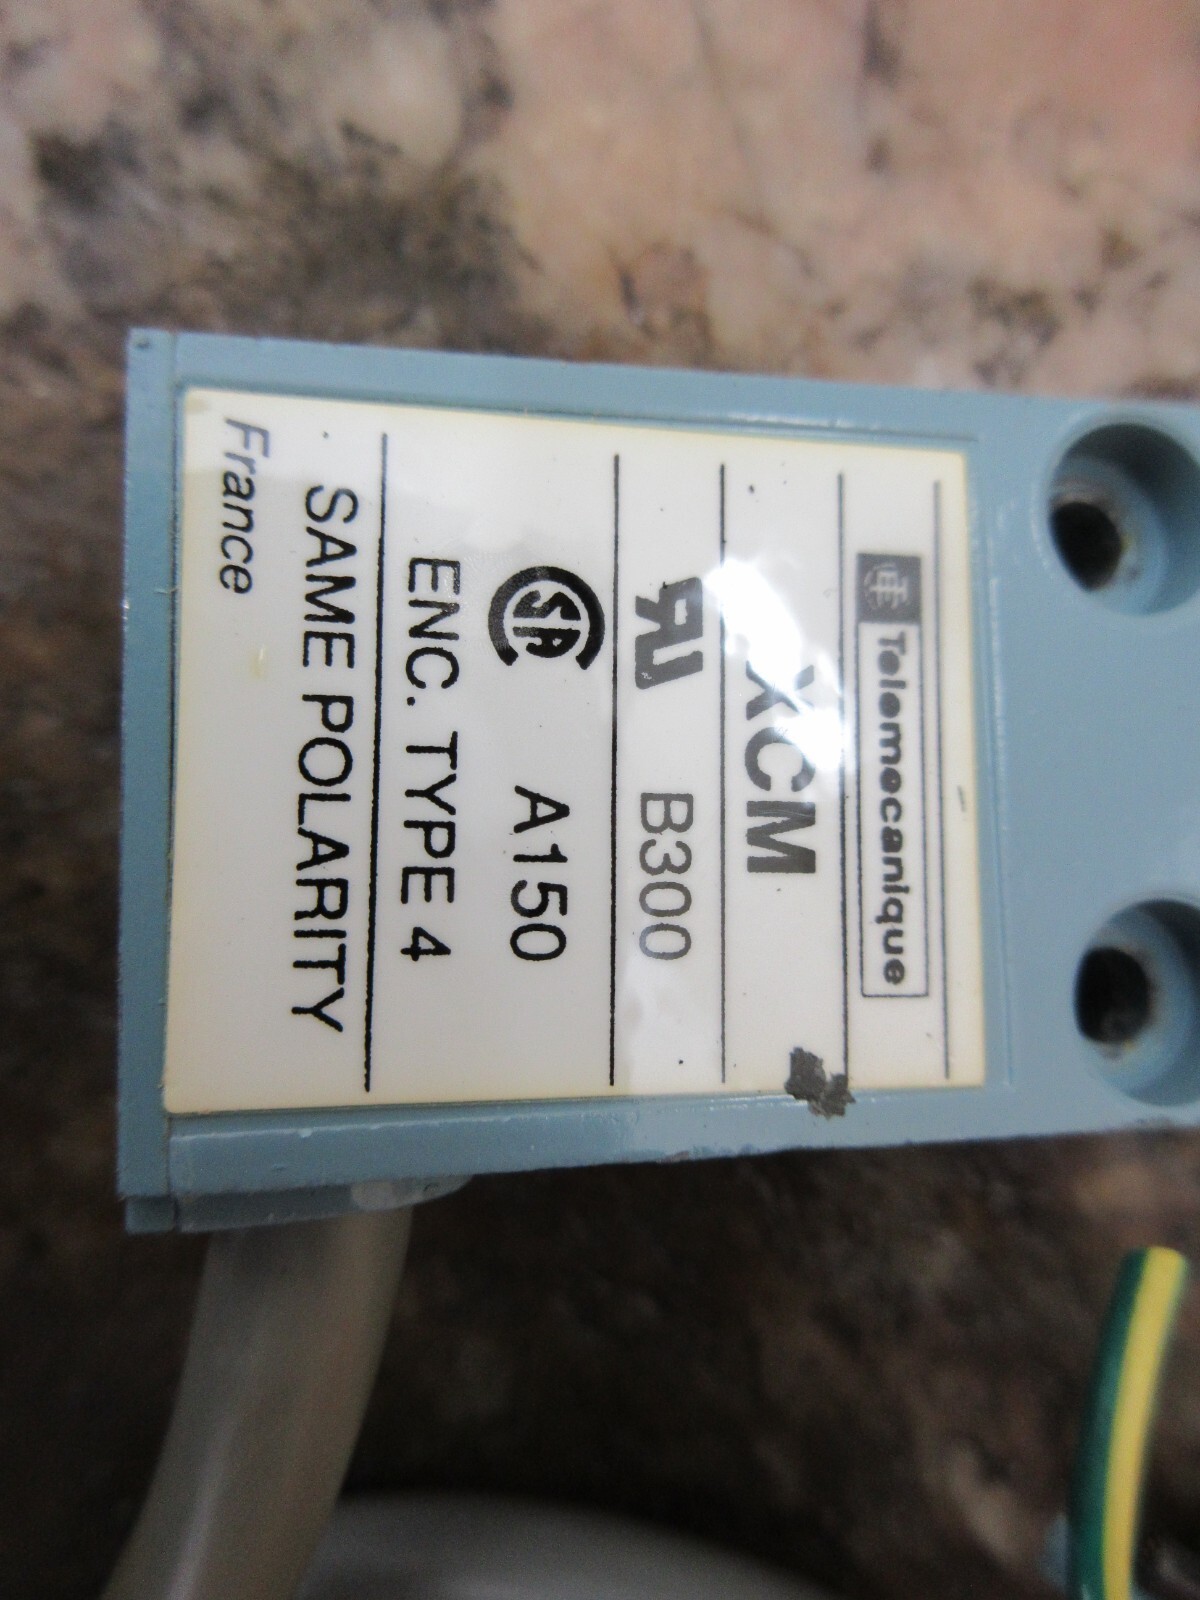 Telemecanique
XCM
B300
A150
ENC. TYPE 4
SAME POLARITY
France